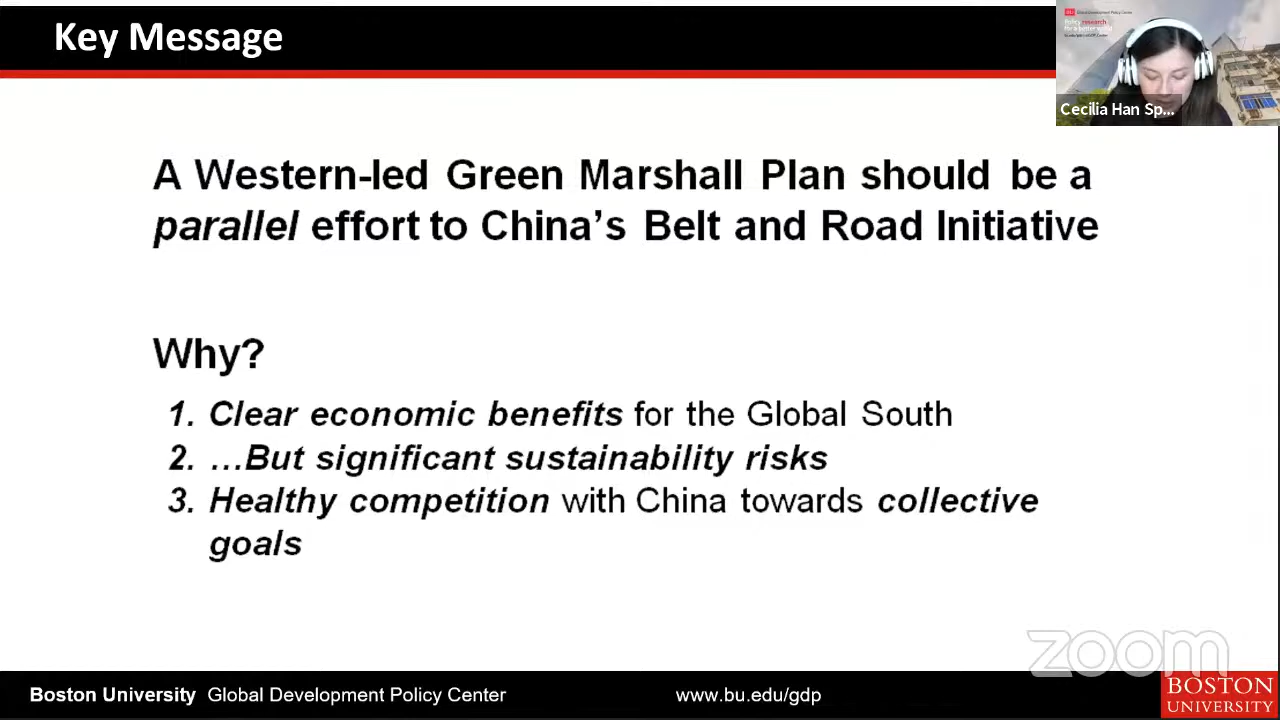 Key Message
Cecilia Han Sp...
A Western-led Green Marshall Plan should be a
parallel effort to China's Belt and Road Initiative
Why?
1. Clear economic benefits for the Global South
2. …But significant sustainability risks
3. Healthy competition with China towards collective
goals
zoom
Boston University Global Development Policy Center
www.bu.edu/gdp
BOSTON
UNIVERSITY